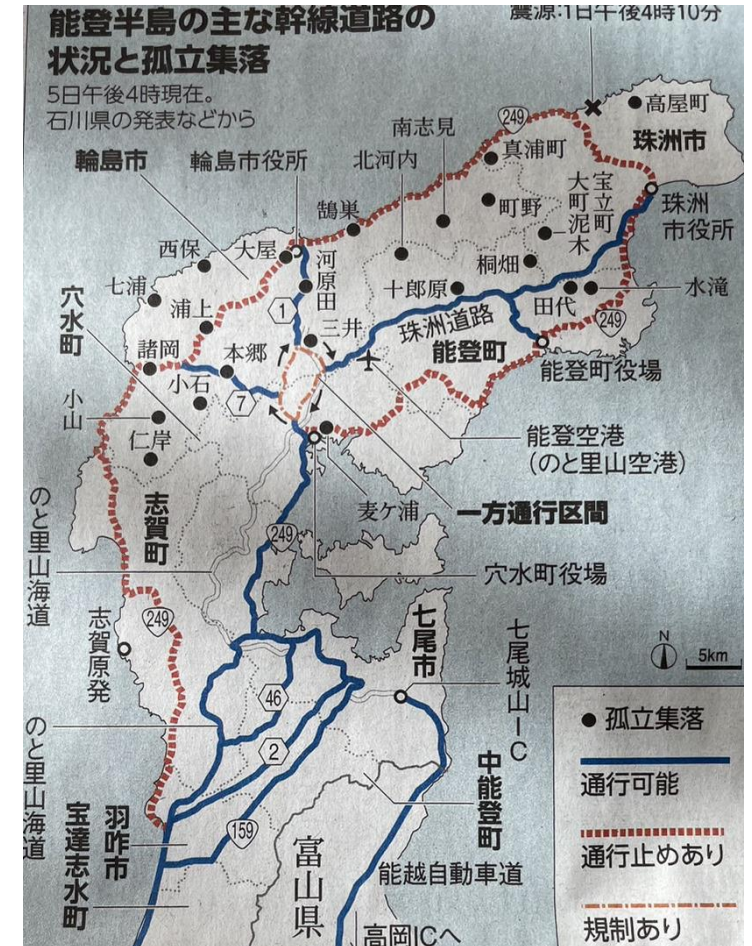 能登半島の主な幹線道路の
状況と孤立集落
5日午後4時現在。
石川県の発表などから
震源:1日午後4時10分
249
高屋町
珠洲市
南志見
真浦町
輪島市
輪島市役所
北河内
鵠巣
町野
大町泥木
宝立町
珠洲
市役所
西保
大屋
河原田
桐畑
七浦
十郎原
田代
水滝
穴水町
浦上
1
三井
珠洲道路
249
諸岡
本郷
能登町
能登町役場
小石
7
小山
仁岸
能登空港
(のと里山空港)
志賀町
麦ケ浦
一方通行区間
のと里山海道
249
穴水町役場
249
志賀原発
七尾市
七尾城山IC
N
5km
46
のと里山海道
2
中能登町
羽咋市
宝達志水町
159
富山県
能越自動車道
高岡ICへ
孤立集落
通行可能
通行止めあり
規制あり